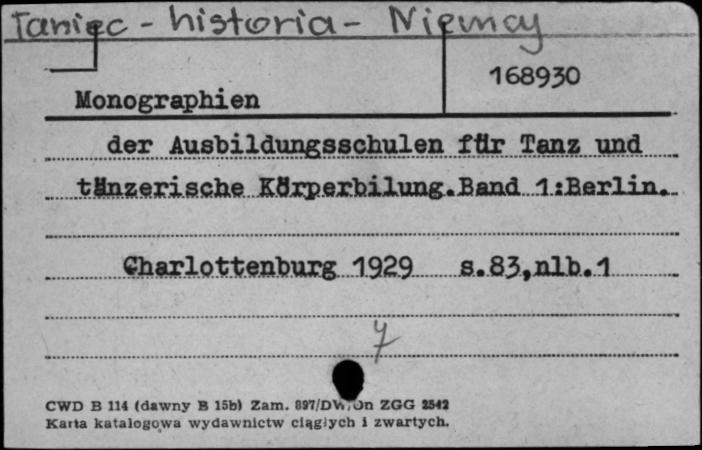 Taniec - historia - Niemcy
168930
Monographien
der Ausbildungsschulen für Tanz und
tänzerische Körperbilung.Band 1:Berlin.
Charlottenburg 1929 s.83,nlb.1
7
CWD B 114 (dawny B 15b) Zam. 897/DW/Dn ZGG 2542
Karta katalogowa wydawnictw ciągłych i zwartych.